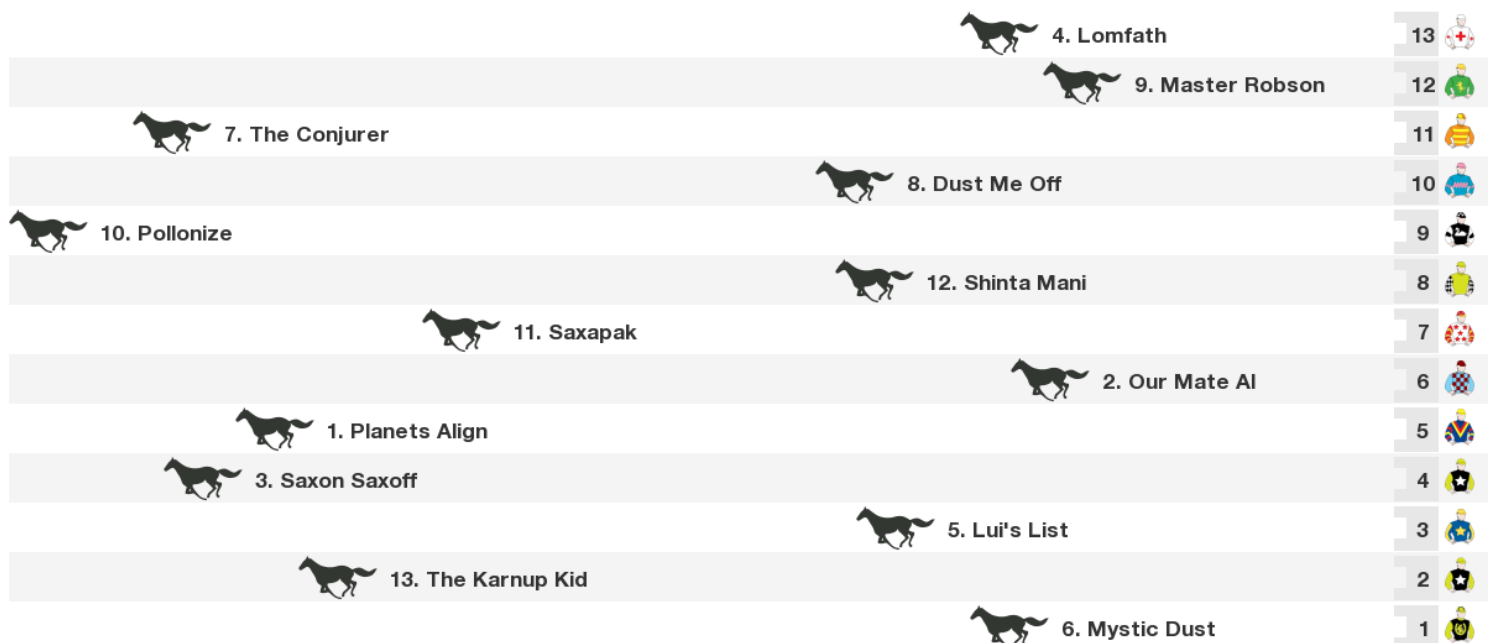 4. Lomfath 13
9. Master Robson 12
7. The Conjurer 11
8. Dust Me Off 10
10. Pollonize 9
12. Shinta Mani 8
11. Saxapak 7
2. Our Mate Al 6
1. Planets Align 5
3. Saxon Saxoff 4
5. Lui's List 3
13. The Karnup Kid 2
6. Mystic Dust 1